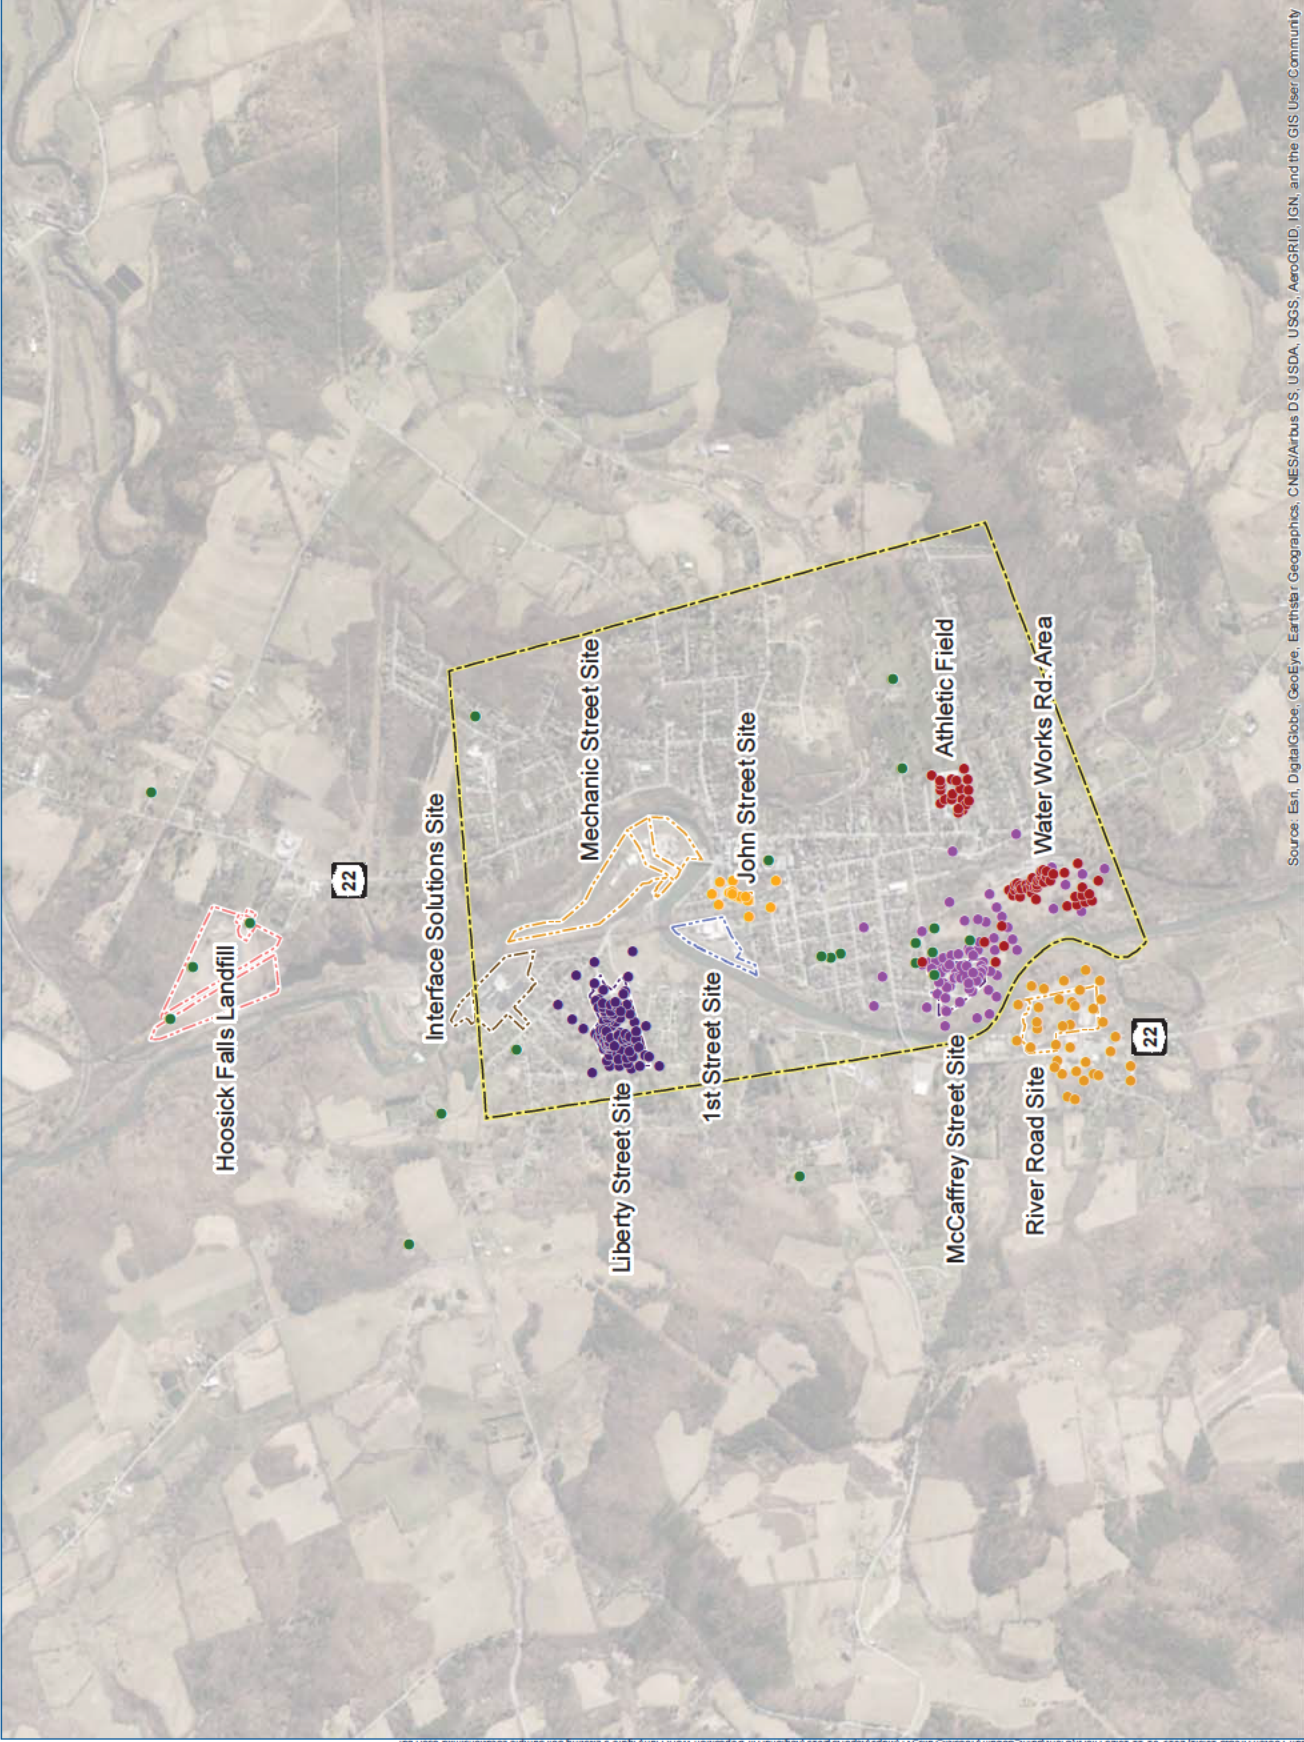 Hoosick Falls Landfill
22
Interface Solutions Site
Mechanic Street Site
Liberty Street Site
1st Street Site
John Street Site
Athletic Field
McCaffrey Street Site
River Road Site
Water Works Rd. Area
22
Source: Esri, DigitalGlobe, GeoEye, Earthstar Geographics, CNES/Airbus DS, USDA, USGS, AeroGRID, IGN, and the GIS User Community